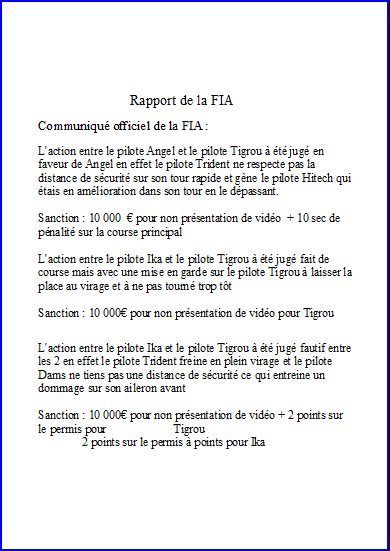 Rapport de la FIA
Communiqué officiel de la FIA :
L'action entre le pilote Angel et le pilote Tigrou à été jugé en
faveur de Angel en effet le pilote Trident ne respecte pas la
distance de sécurité sur son tour rapide et gène le pilote Hitech qui
étais en amélioration dans son tour en le dépassant.
Sanction : 10 000 € pour non présentation de vidéo + 10 sec de
pénalité sur la course principal
L'action entre le pilote Ika et le pilote Tigrou à été jugé fait de
course mais avec une mise en garde sur le pilote Tigrou à laisser la
place au virage et à ne pas tourné trop tôt
Sanction : 10 000€ pour non présentation de vidéo pour Tigrou
L'action entre le pilote Ika et le pilote Tigrou à été jugé fautif entre
les 2 en effet le pilote Trident freine en plein virage et le pilote
Dams ne tiens pas une distance de sécurité ce qui entreine un
dommage sur son aileron avant
Sanction : 10 000€ pour non présentation de vidéo + 2 points sur
le permis pour Tigrou
2 points sur le permis à points pour Ika